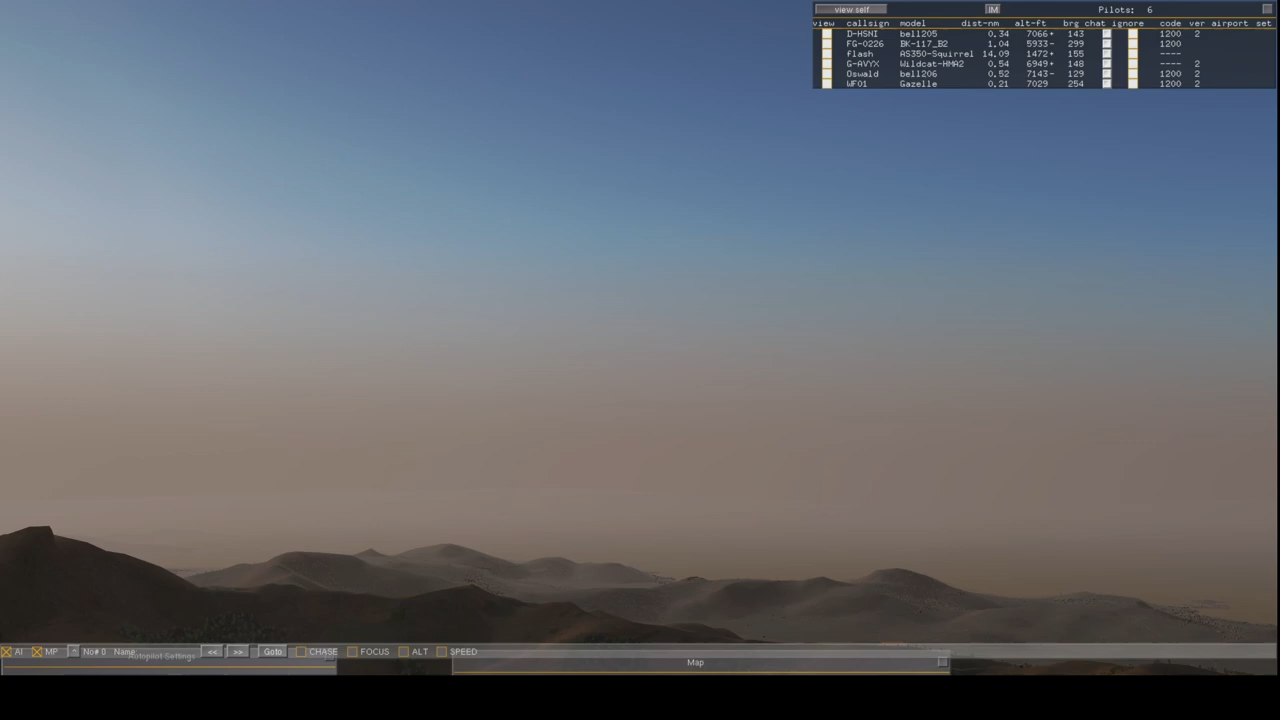 view self IM Pilots: 6
view callsign model dist-nm alt-ft brg chat ignore code ver airport set
D-HSNI bell205 0.34 7066+ 143 1200 2
FG-0226 BK-117_B2 1.04 5933- 299 1200
flash AS350-Squirrel 14.09 1472+ 155 ----
G-AVYX Wildcat-HMA2 0.54 6949+ 148 ---- 2
Oswald bell206 0.52 7143- 129 1200 2
WF01 Gazelle 0.21 7029 254 1200 2
AI MP ^ No# 0 Name: << >> Goto CHASE FOCUS ALT SPEED
Autopilot Settings
Map